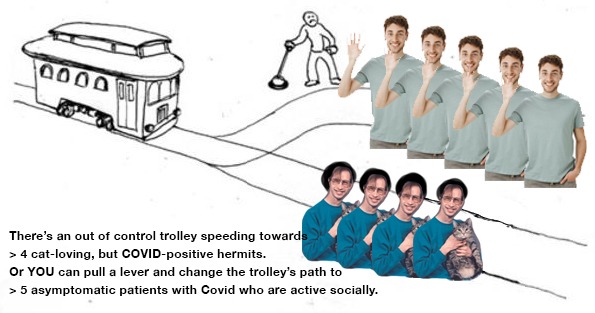 There's an out of control trolley speeding towards
> 4 cat-loving, but COVID-positive hermits.
Or YOU can pull a lever and change the trolley's path to
> 5 asymptomatic patients with Covid who are active socially.